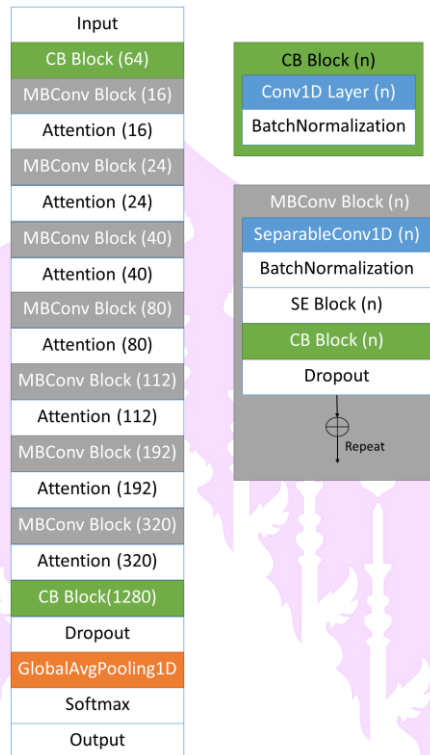 Input
CB Block (64)
MBConv Block (16)
Attention (16)
MBConv Block (24)
Attention (24)
MBConv Block (40)
Attention (40)
MBConv Block (80)
Attention (80)
MBConv Block (112)
Attention (112)
MBConv Block (192)
Attention (192)
MBConv Block (320)
Attention (320)
CB Block(1280)
Dropout
GlobalAvgPooling1D
Softmax
Output
CB Block (n)
Conv1D Layer (n)
BatchNormalization
MBConv Block (n)
SeparableConv1D (n)
BatchNormalization
SE Block (n)
CB Block (n)
Dropout
Repeat